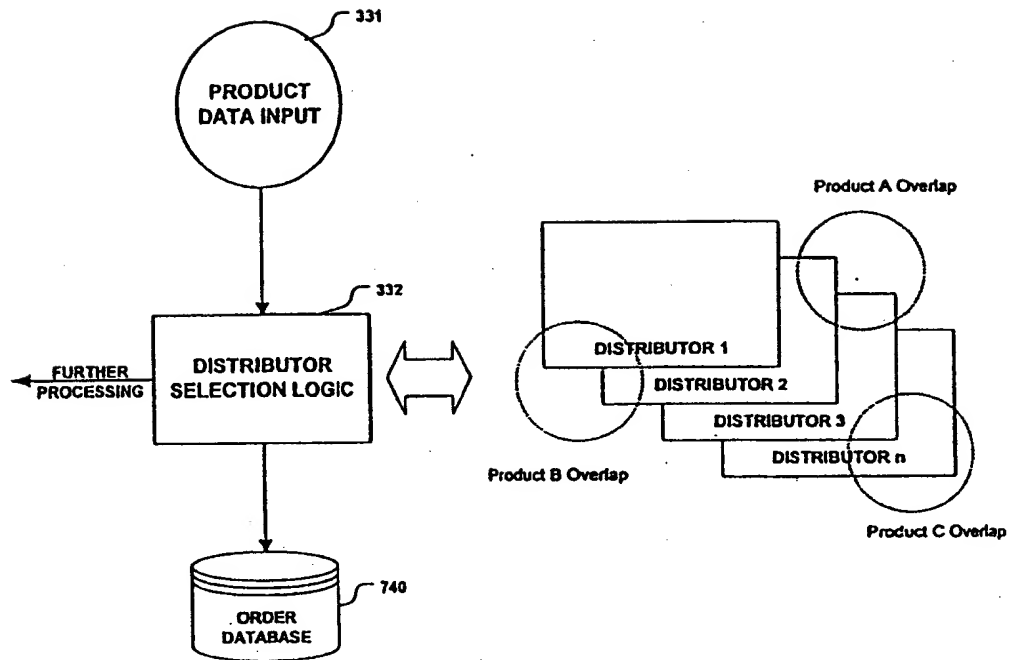 331
PRODUCT
DATA INPUT
Product A Overlap
332
DISTRIBUTOR
SELECTION LOGIC
FURTHER
PROCESSING
DISTRIBUTOR 1
DISTRIBUTOR 2
DISTRIBUTOR 3
DISTRIBUTOR n
Product B Overlap
Product C Overlap
740
ORDER
DATABASE